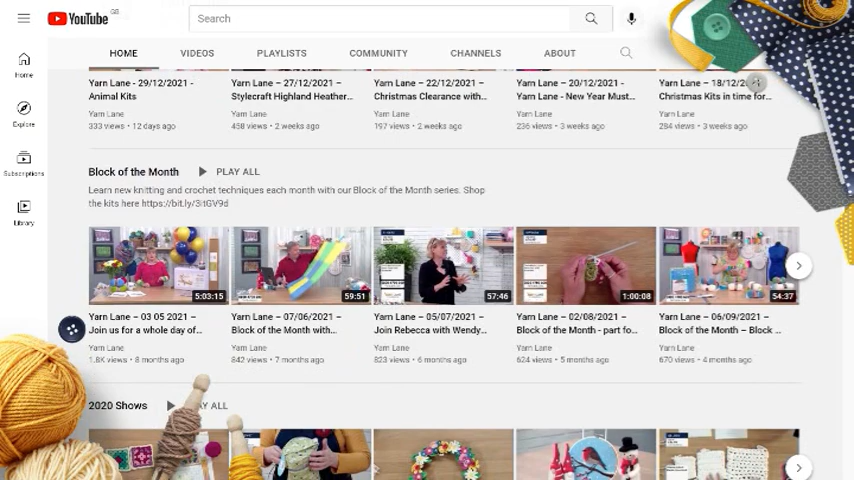 YouTube GB
Search
HOME VIDEOS PLAYLISTS COMMUNITY CHANNELS ABOUT
Home
Explore
Subscriptions
Library
Yarn Lane - 29/12/2021 -
Animal Kits
Yarn Lane
333 views • 12 days ago
Yarn Lane – 27/12/2021 –
Stylecraft Highland Heather...
Yarn Lane
458 views • 2 weeks ago
Yarn Lane – 22/12/2021 –
Christmas Clearance with...
Yarn Lane
197 views • 2 weeks ago
Yarn Lane – 20/12/2021 –
Yarn Lane - New Year Must...
Yarn Lane
236 views • 3 weeks ago
Yarn Lane – 18/12/
Christmas Kits in time for...
Yarn Lane
284 views • 3 weeks ago
Block of the Month PLAY ALL
Learn new knitting and crochet techniques each month with our Block of the Month series. Shop
the kits here https://bit.ly/3itGV9d
5:03:15
Yarn Lane – 03 05 2021 –
Join us for a whole day of...
Yarn Lane
1.8K views • 8 months ago
59:51
Yarn Lane – 07/06/2021 –
Block of the Month with...
Yarn Lane
842 views • 7 months ago
57:46
Yarn Lane – 05/07/2021 –
Join Rebecca with Wendy...
Yarn Lane
823 views • 6 months ago
1:00:08
Yarn Lane – 02/08/2021 –
Block of the Month - part fo...
Yarn Lane
624 views • 5 months ago
54:37
Yarn Lane – 06/09/2021 –
Block of the Month – Block ...
Yarn Lane
670 views • 4 months ago
2020 Shows AY ALL